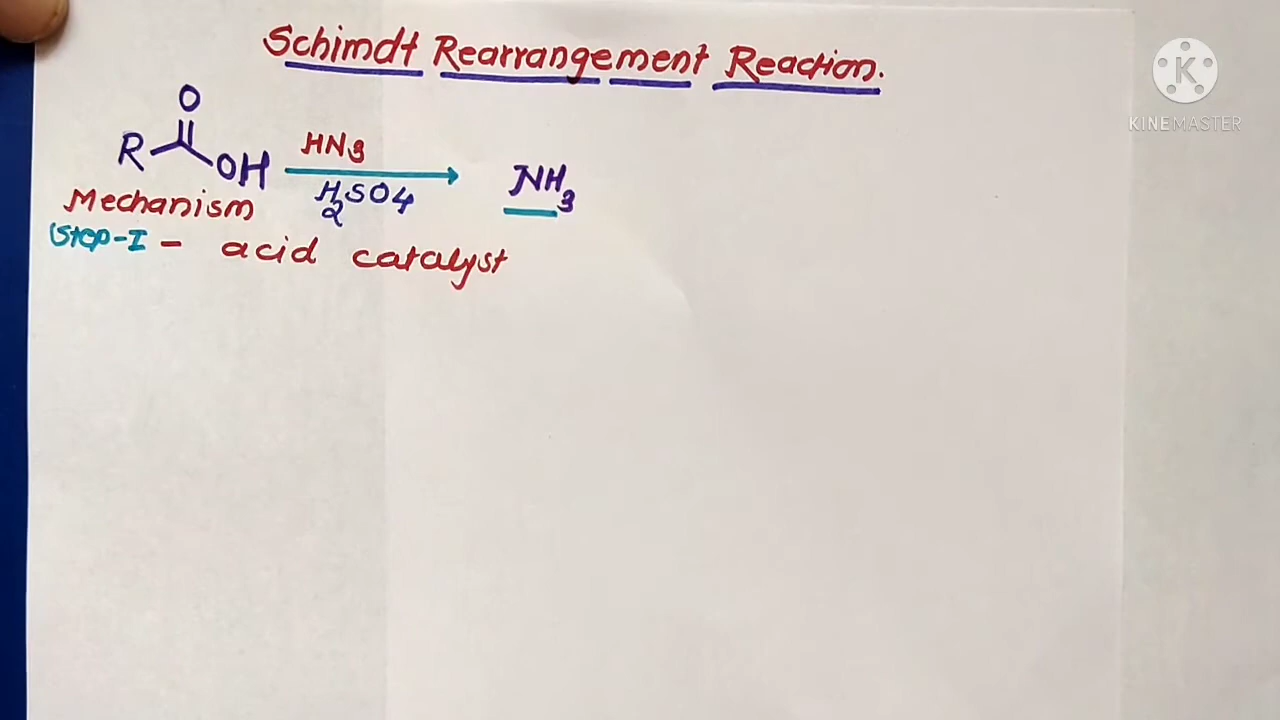 Schimdt Rearrangement Reaction.
K
KINEMASTER
O
R OH HN3 H2SO4 NH3
Mechanism
Step-I - acid catalyst